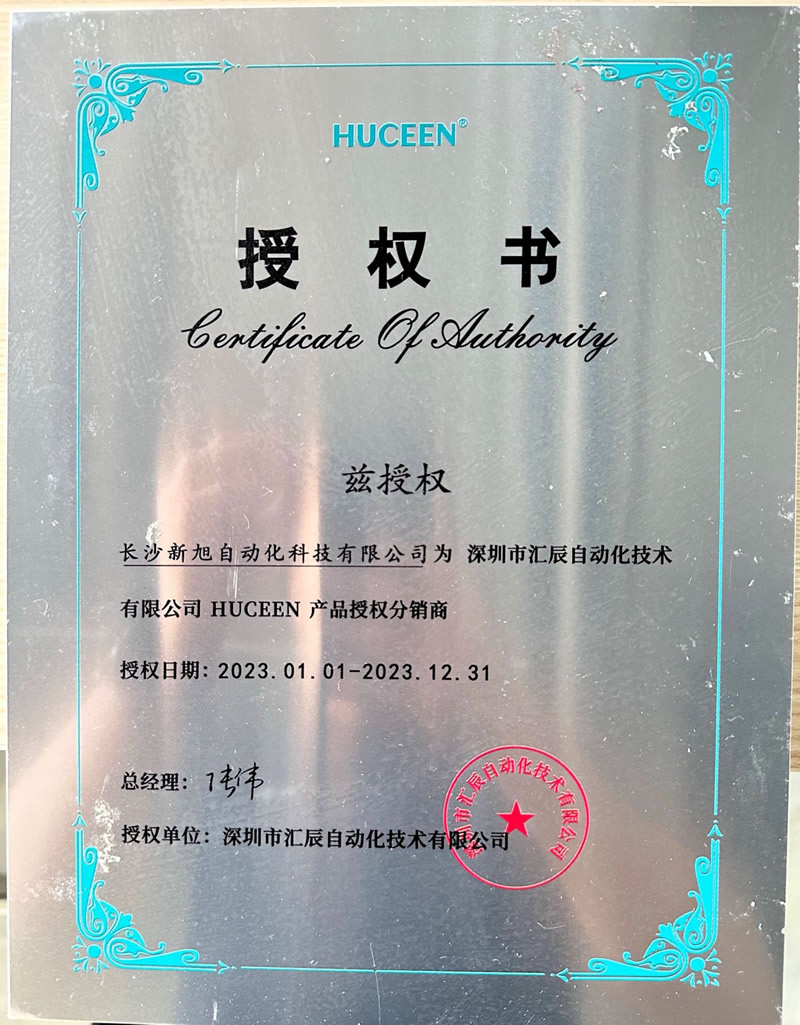 HUCEEN®
授权书
Certificate Of Authority
兹授权
长沙新旭自动化科技有限公司为 深圳市汇辰自动化技术
有限公司 HUCEEN 产品授权分销商
授权日期：2023.01.01-2023.12.31
总经理：
授权单位：深圳市汇辰自动化技术有限公司
深圳市汇辰自动化技术有限公司